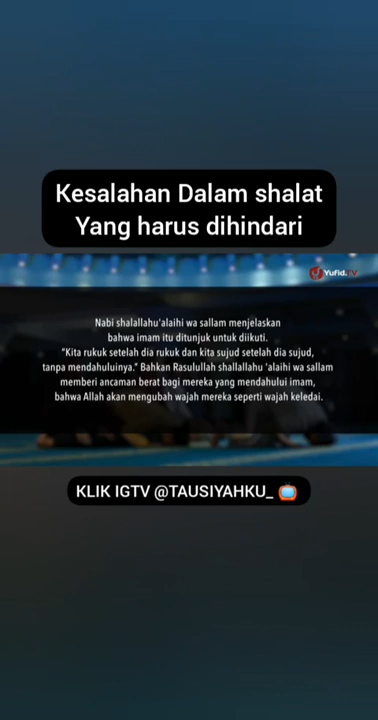 Kesalahan Dalam shalat
Yang harus dihindari
YuFid.TV
Nabi shalallahu'alaihi wa sallam menjelaskan
bahwa imam itu ditunjuk untuk diikuti.
"Kita rukuk setelah dia rukuk dan kita sujud setelah dia sujud,
tanpa mendahuluinya." Bahkan Rasulullah shallallahu 'alaihi wa sallam
memberi ancaman berat bagi mereka yang mendahului imam,
bahwa Allah akan mengubah wajah mereka seperti wajah keledai.
KLIK IGTV @TAUSIYAHKU_